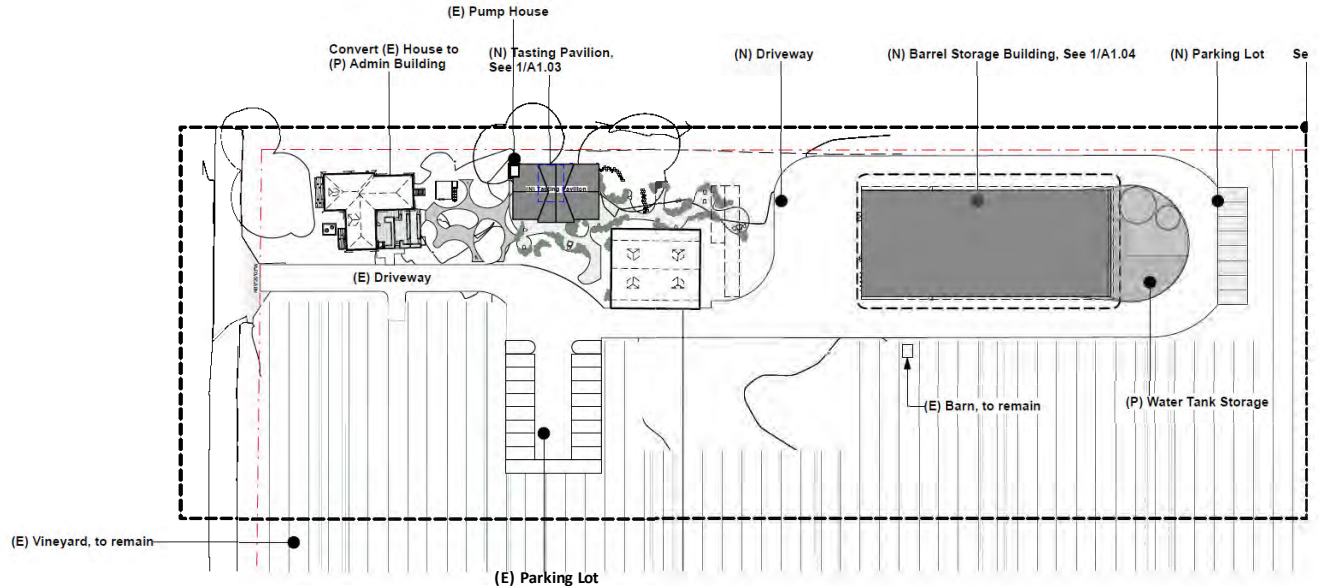 (E) Pump House
Convert (E) House to
(P) Admin Building
(N) Tasting Pavilion,
See 1/A1.03
(N) Driveway
(N) Barrel Storage Building, See 1/A1.04
(N) Parking Lot
Se
(N) Tasting Pavilion
(E) Driveway
(E) Barn, to remain
(P) Water Tank Storage
(E) Vineyard, to remain
(E) Parking Lot